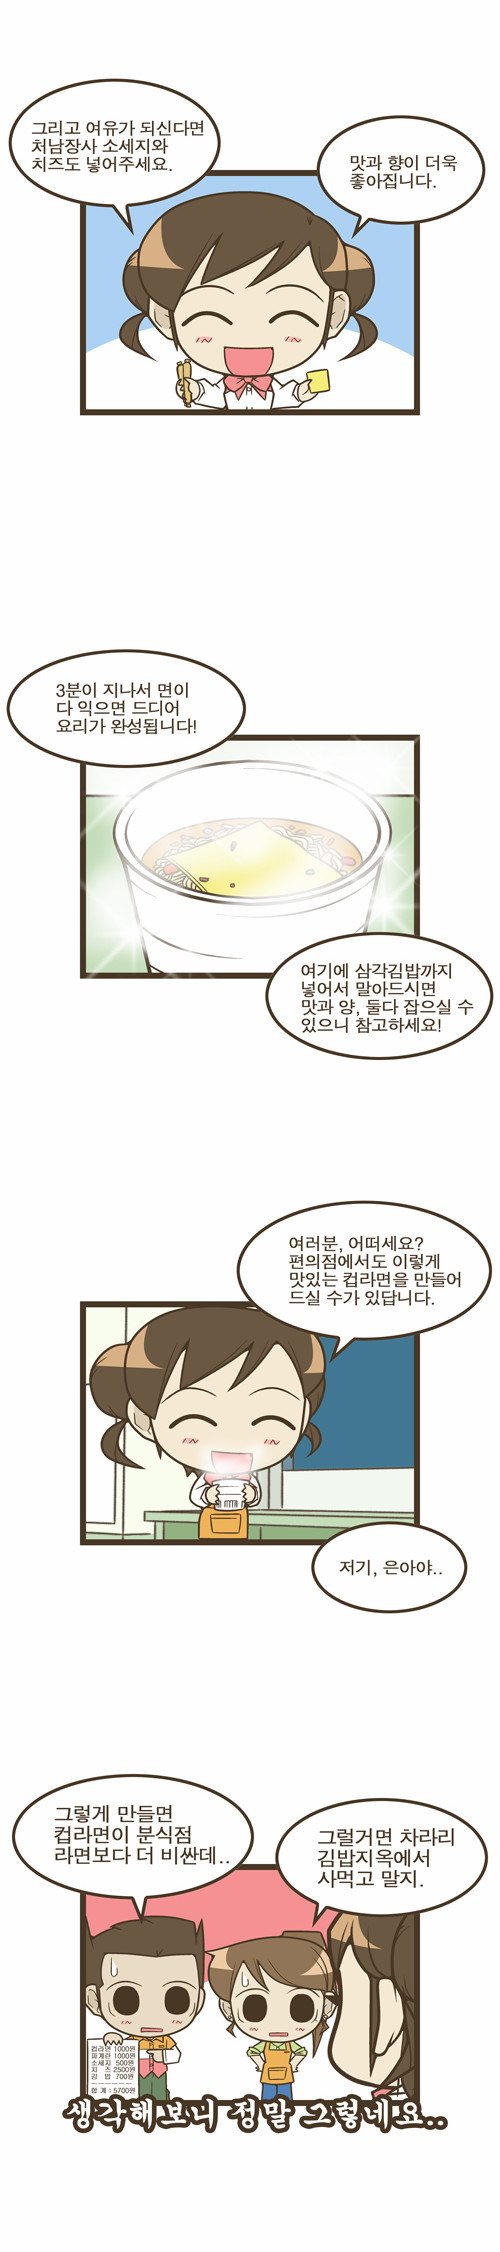 그리고 여유가 되신다면
처남장사 소세지와
치즈도 넣어주세요.
맛과 향이 더욱
좋아집니다.
3분이 지나서 면이
다 익으면 드디어
요리가 완성됩니다!
여기에 삼각김밥까지
넣어서 말아드시면
맛과 양, 둘다 잡으실 수
있으니 참고하세요!
여러분, 어떠세요?
편의점에서도 이렇게
맛있는 컵라면을 만들어
드실 수가 있답니다.
저기, 은아야..
그렇게 만들면
컵라면이 분식점
라면보다 더 비싼데..
그럴거면 차라리
김밥지옥에서
사먹고 말지.
컵라면 1000원
찌계란 1000원
소세지 500원
치 즈 2500원
김 밥 700원
합 계 : 5700원
생각해보니 정말 그렇네요..